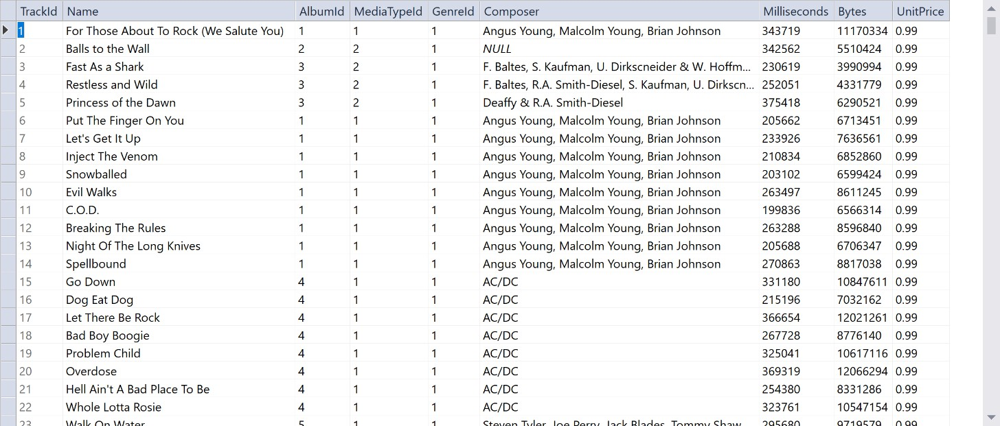 TrackId Name AlbumId MediaTypeId GenreId Composer Milliseconds Bytes UnitPrice
1 For Those About To Rock (We Salute You) 1 1 1 Angus Young, Malcolm Young, Brian Johnson 343719 11170334 0.99
2 Balls to the Wall 2 2 1 NULL 342562 5510424 0.99
3 Fast As a Shark 3 2 1 F. Baltes, S. Kaufman, U. Dirkscneider & W. Hoffm... 230619 3990994 0.99
4 Restless and Wild 3 2 1 F. Baltes, R.A. Smith-Diesel, S. Kaufman, U. Dirkscn... 252051 4331779 0.99
5 Princess of the Dawn 3 2 1 Deaffy & R.A. Smith-Diesel 375418 6290521 0.99
6 Put The Finger On You 1 1 1 Angus Young, Malcolm Young, Brian Johnson 205662 6713451 0.99
7 Let's Get It Up 1 1 1 Angus Young, Malcolm Young, Brian Johnson 233926 7636561 0.99
8 Inject The Venom 1 1 1 Angus Young, Malcolm Young, Brian Johnson 210834 6852860 0.99
9 Snowballed 1 1 1 Angus Young, Malcolm Young, Brian Johnson 203102 6599424 0.99
10 Evil Walks 1 1 1 Angus Young, Malcolm Young, Brian Johnson 263497 8611245 0.99
11 C.O.D. 1 1 1 Angus Young, Malcolm Young, Brian Johnson 199836 6566314 0.99
12 Breaking The Rules 1 1 1 Angus Young, Malcolm Young, Brian Johnson 263288 8596840 0.99
13 Night Of The Long Knives 1 1 1 Angus Young, Malcolm Young, Brian Johnson 205688 6706347 0.99
14 Spellbound 1 1 1 Angus Young, Malcolm Young, Brian Johnson 270863 8817038 0.99
15 Go Down 4 1 1 AC/DC 331180 10847611 0.99
16 Dog Eat Dog 4 1 1 AC/DC 215196 7032162 0.99
17 Let There Be Rock 4 1 1 AC/DC 366654 12021261 0.99
18 Bad Boy Boogie 4 1 1 AC/DC 267728 8776140 0.99
19 Problem Child 4 1 1 AC/DC 325041 10617116 0.99
20 Overdose 4 1 1 AC/DC 369319 12066294 0.99
21 Hell Ain't A Bad Place To Be 4 1 1 AC/DC 254380 8331286 0.99
22 Whole Lotta Rosie 4 1 1 AC/DC 323761 10547154 0.99
23 Walk On Water 5 1 1 Steven Tyler, Joe Perry, Jack Blades, Tommy Shaw 295680 9719579 0.99